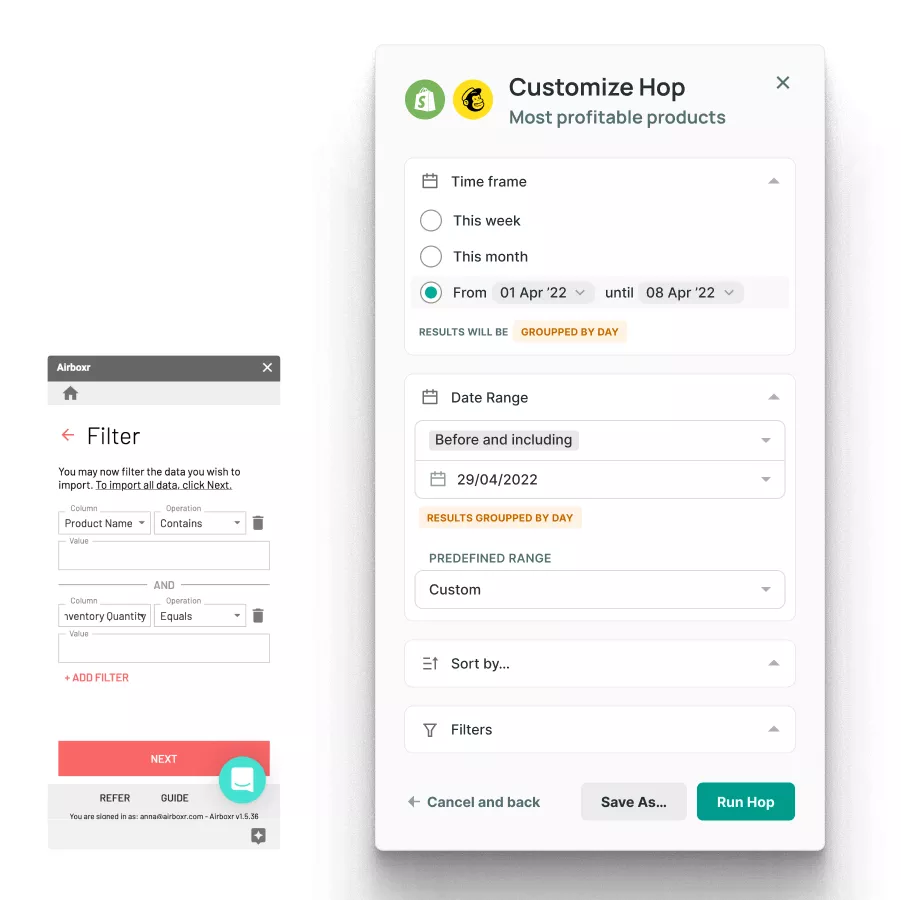 Airboxr
Filter
You may now filter the data you wish to
import. To import all data, click Next.
Column
Operation
Product Name
Contains
Value
AND
Column
Operation
nventory Quantity
Equals
Value
+ ADD FILTER
NEXT
REFER
GUIDE
You are signed in as: anna@airboxr.com - Airboxr v1.5.36
Customize Hop
Most profitable products
Time frame
This week
This month
From 01 Apr ’22 until 08 Apr ’22
RESULTS WILL BE GROUPPED BY DAY
Date Range
Before and including
29/04/2022
RESULTS GROUPPED BY DAY
PREDEFINED RANGE
Custom
Sort by...
Filters
Cancel and back
Save As...
Run Hop